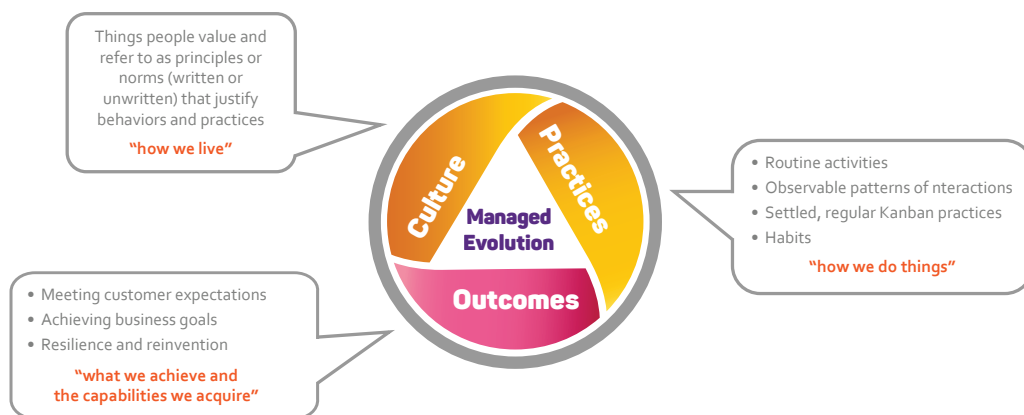 Things people value and
refer to as principles or
norms (written or
unwritten) that justify
behaviors and practices
“how we live”
Culture
Practices
Managed
Evolution
Outcomes
• Routine activities
• Observable patterns of nteractions
• Settled, regular Kanban practices
• Habits
“how we do things”
• Meeting customer expectations
• Achieving business goals
• Resilience and reinvention
“what we achieve and
the capabilities we acquire”